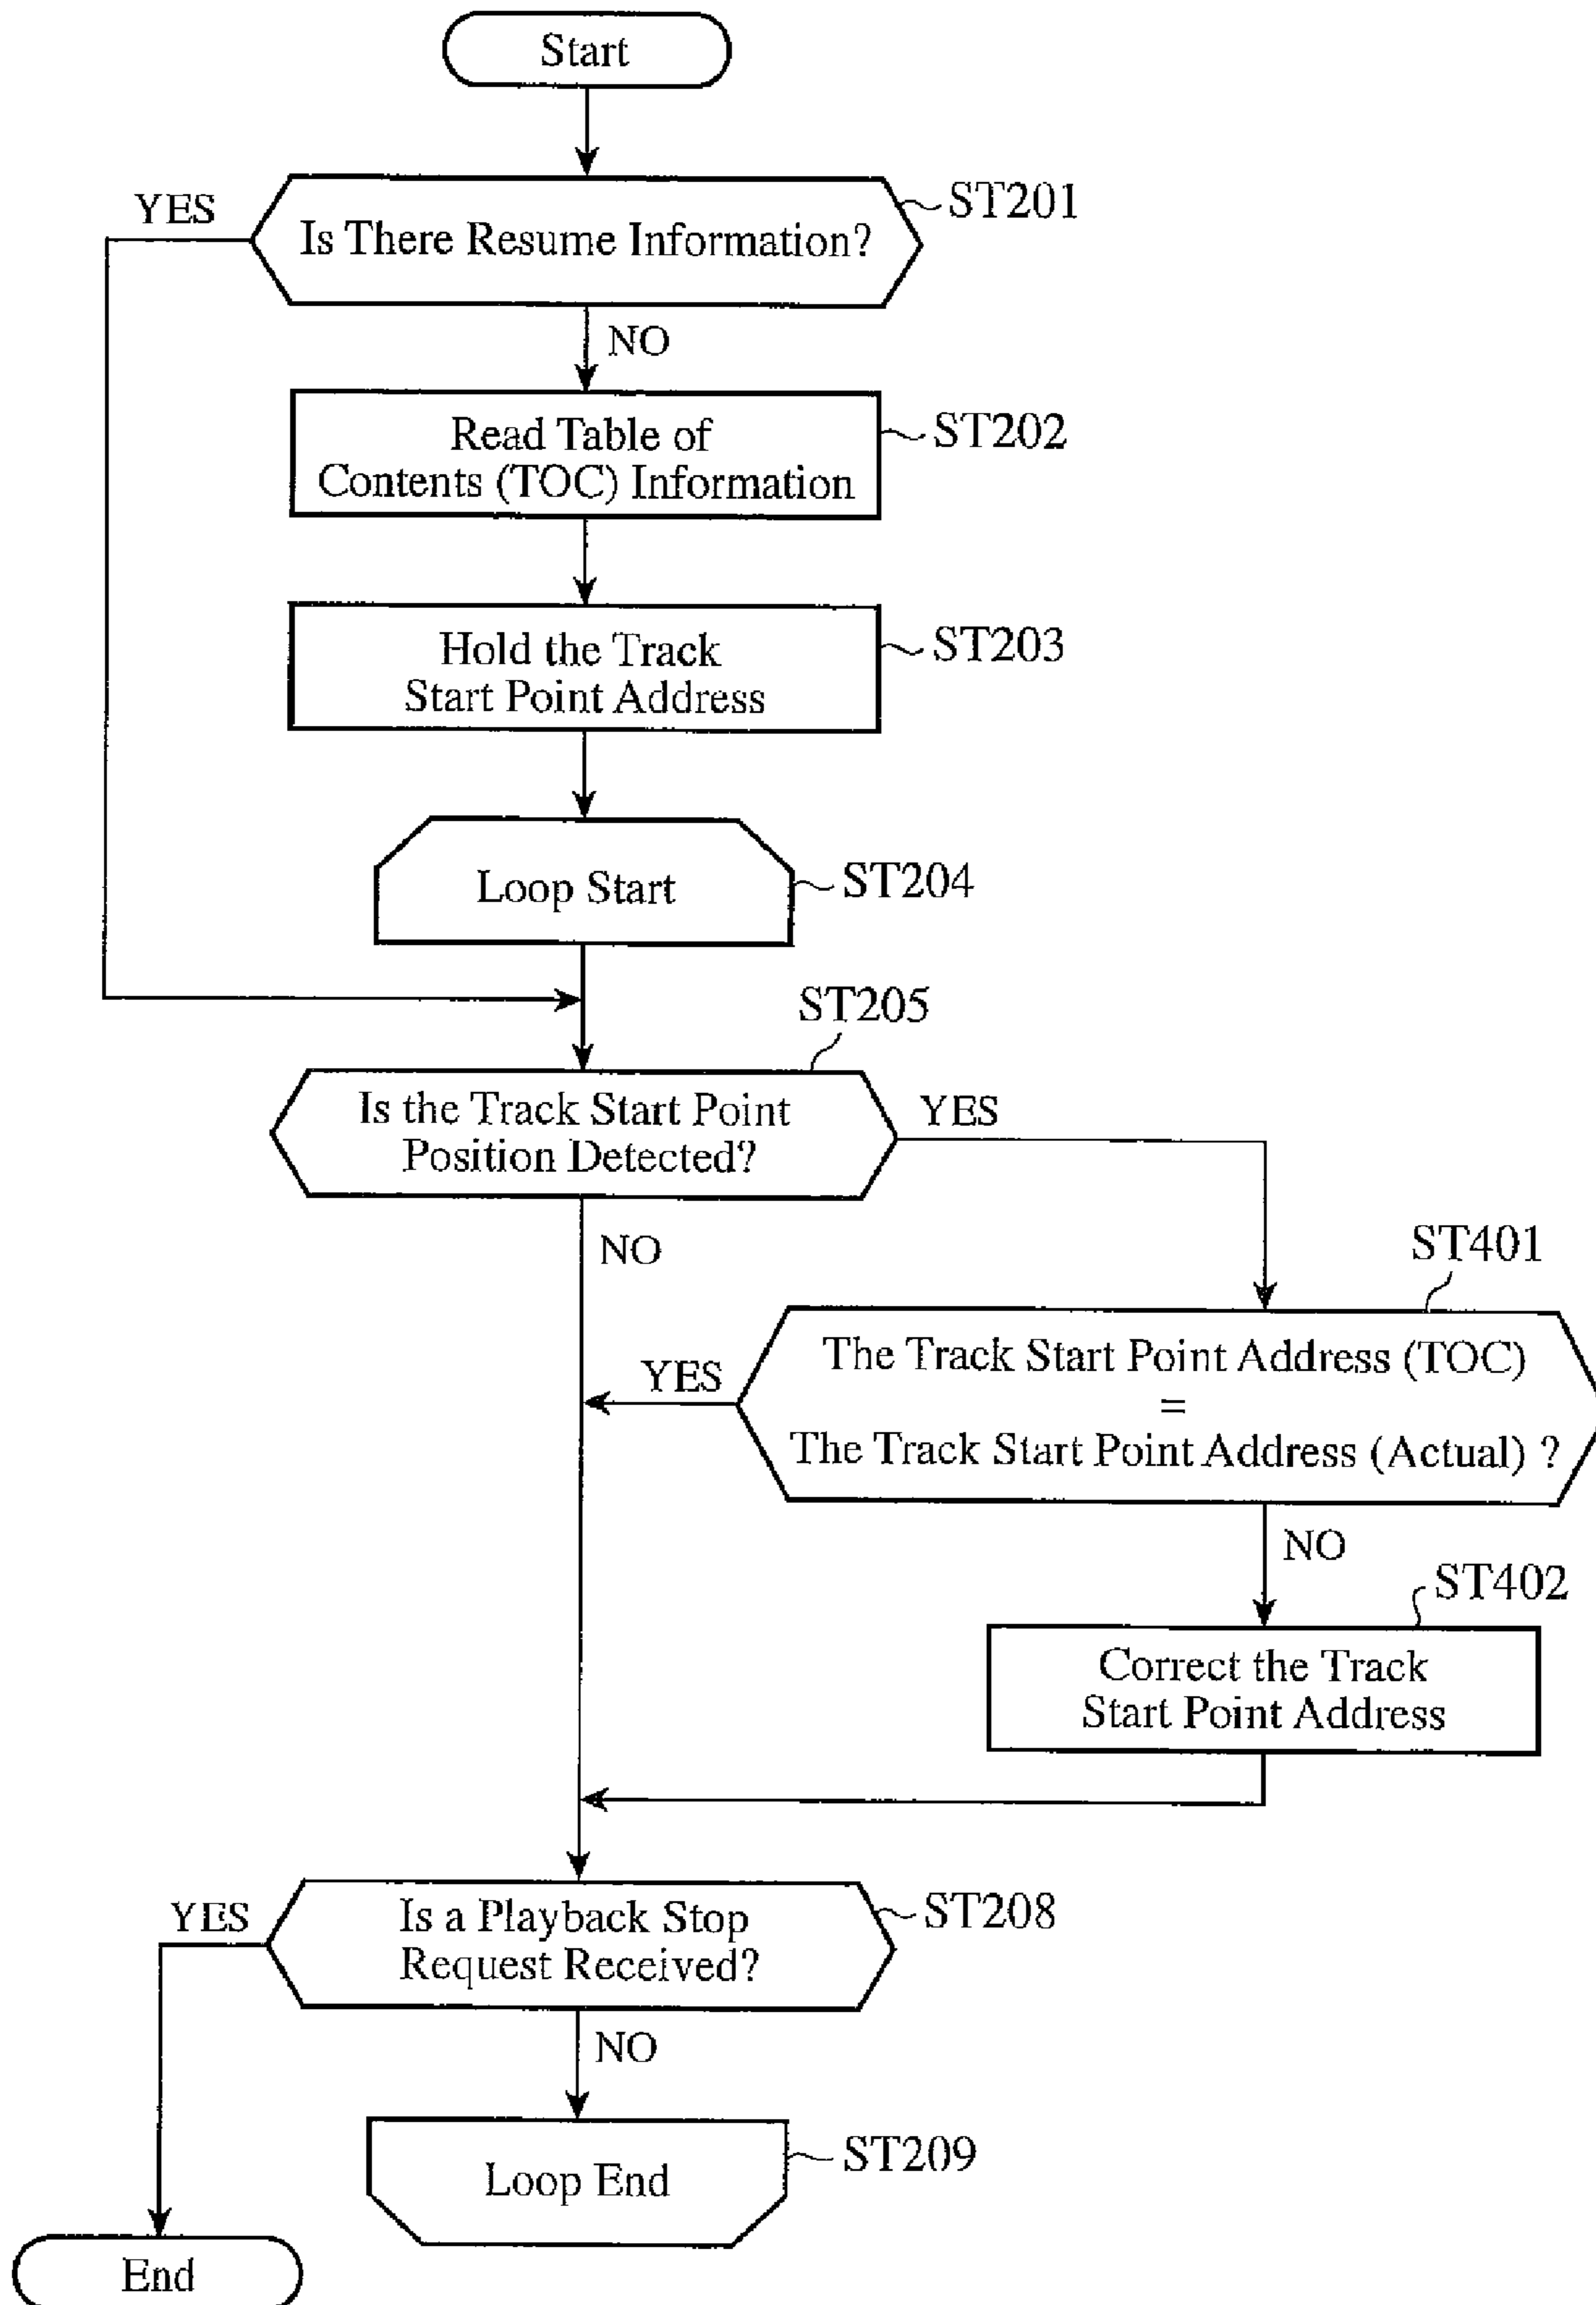 Start
ST201
YES
Is There Resume Information?
NO
ST202
Read Table of
Contents (TOC) Information
ST203
Hold the Track
Start Point Address
Loop Start
ST204
ST205
Is the Track Start Point
Position Detected?
YES
NO
ST401
The Track Start Point Address (TOC)
=
The Track Start Point Address (Actual) ?
YES
NO
ST402
Correct the Track
Start Point Address
YES
Is a Playback Stop
Request Received?
ST208
NO
Loop End
ST209
End